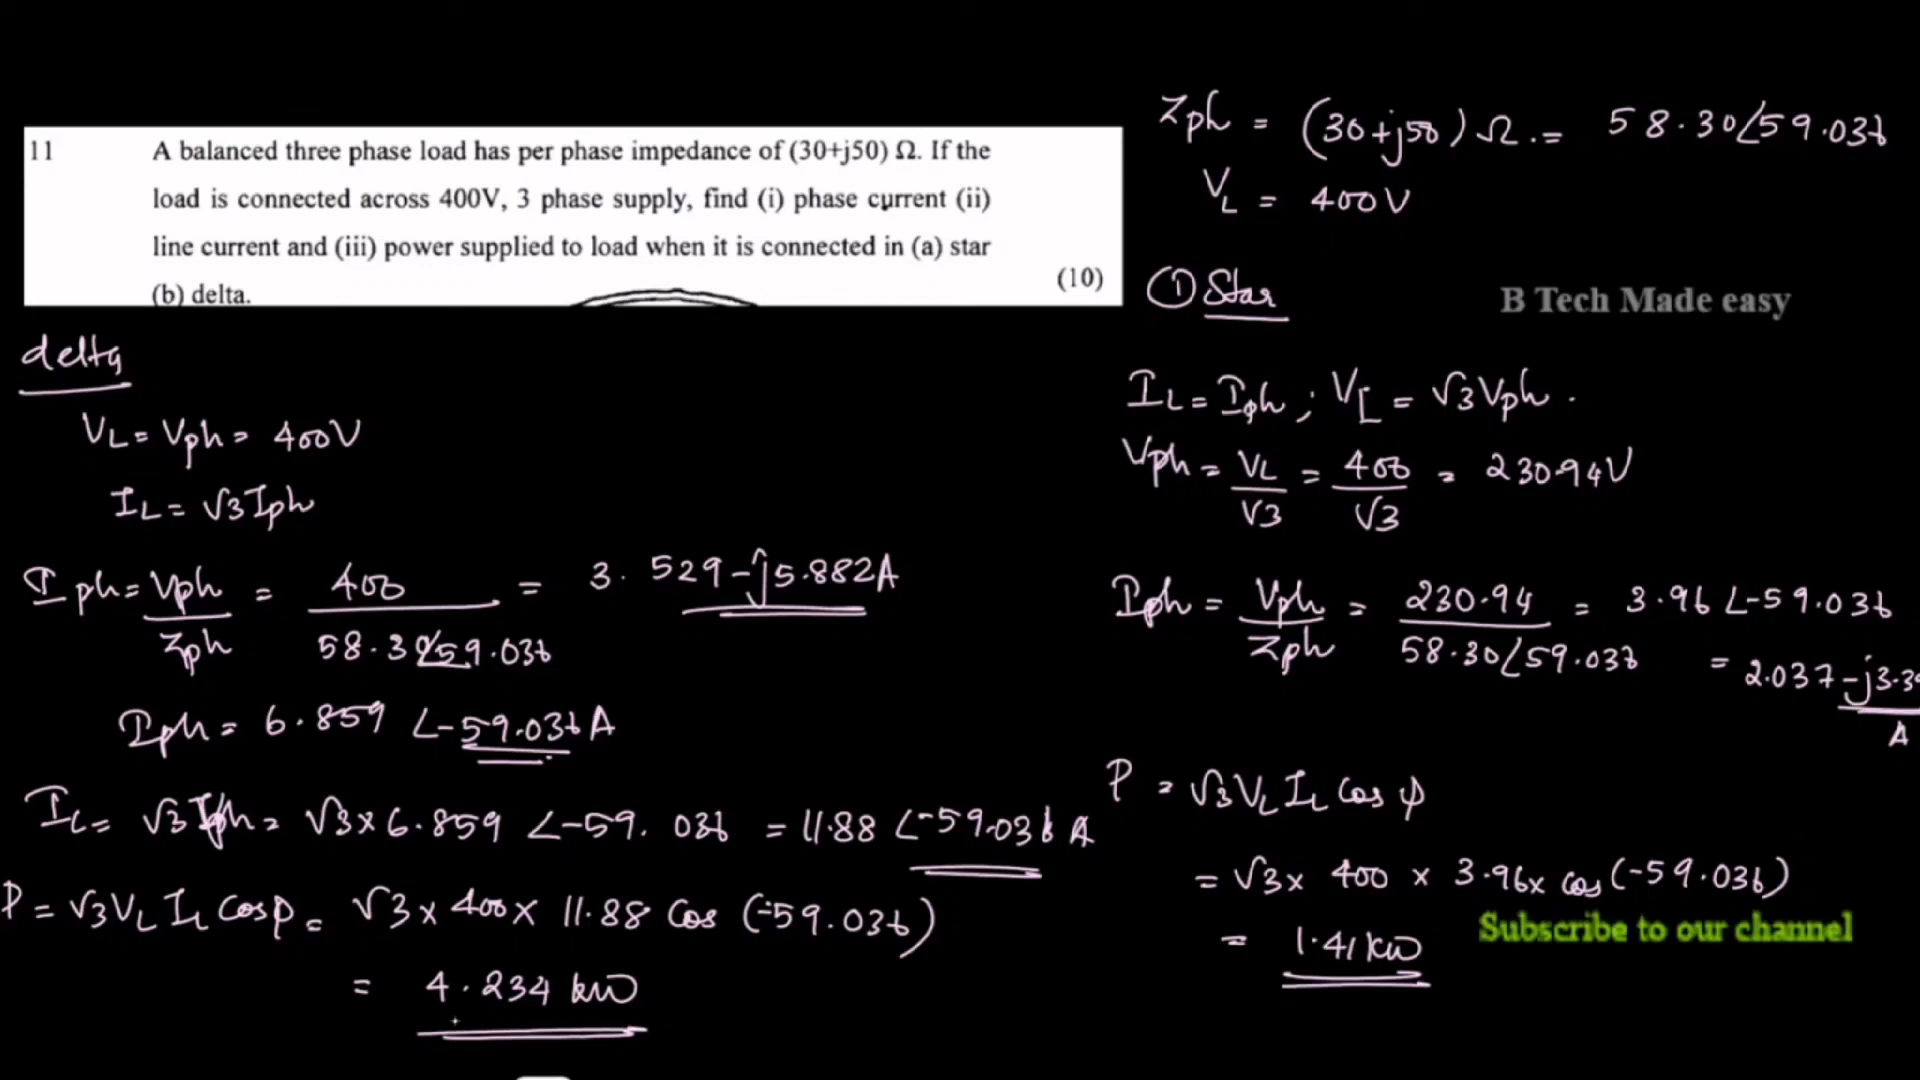 11 A balanced three phase load has per phase impedance of (30+j50) Ω. If the
load is connected across 400V, 3 phase supply, find (i) phase current (ii)
line current and (iii) power supplied to load when it is connected in (a) star
(b) delta.
(10)
Zph = (30+j50) Ω. = 58.30∠59.036
VL = 400V
① Star
B Tech Made easy
IL = Iph ; VL = √3Vph .
Vph = VL/√3 = 400/√3 = 230.94V
Iph = Vph/Zph = 230.94/58.30∠59.036 = 3.96∠-59.036
= 2.037-j3.39
A
P = √3VL IL Cos φ
= √3 x 400 x 3.96x cos(-59.036)
= 1.41 kW
Subscribe to our channel
delta
VL = Vph = 400V
IL = √3Iph
Iph = Vph/Zph = 400/58.30∠59.036 = 3.529-j5.882A
Iph = 6.859∠-59.036A
IL = √3Iph = √3x6.859∠-59.036 = 11.88∠-59.036 A
P = √3VL IL Cosφ = √3 x 400x 11.88 Cos (-59.036)
= 4.234 kW